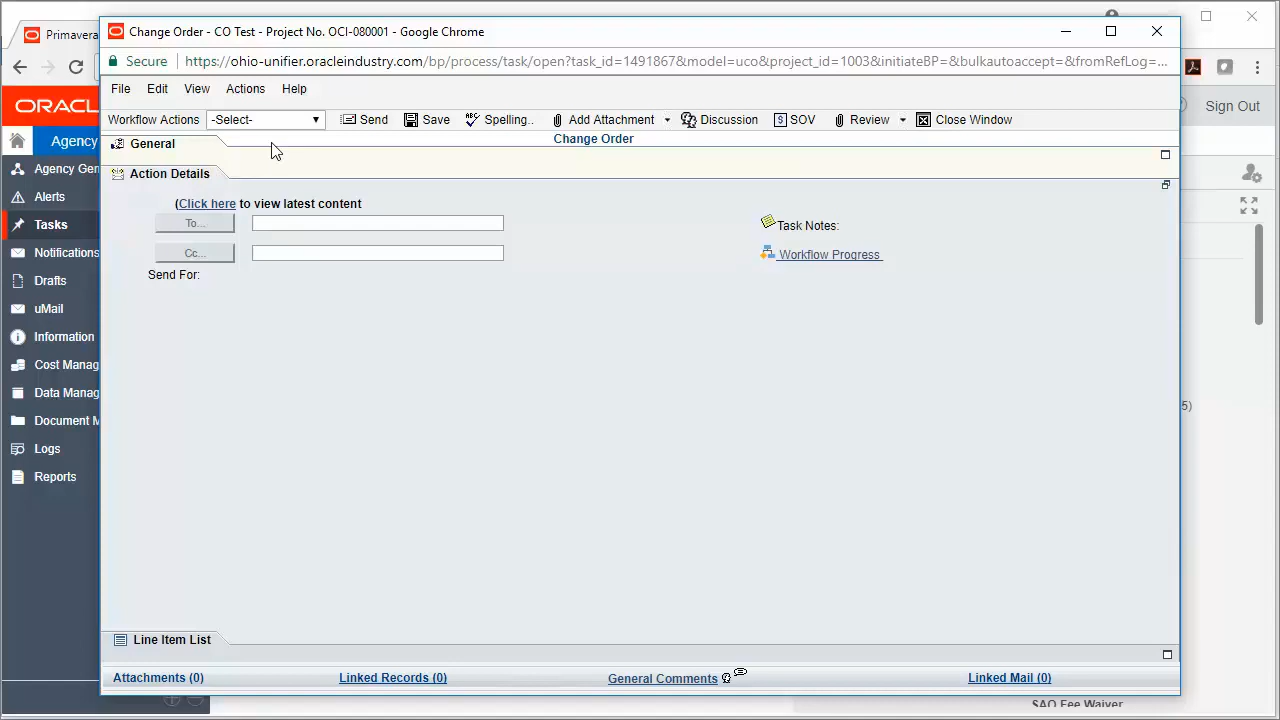 Primavera
Change Order - CO Test - Project No. OCI-080001 - Google Chrome
Secure https://ohio-unifier.oracleindustry.com/bp/process/task/open?task_id=1491867&model=uco&project_id=1003&initiateBP=&bulkautoaccept=&fromRefLog=...
File Edit View Actions Help
ORACL
Sign Out
Workflow Actions -Select- Send Save Spelling.. Add Attachment Discussion $ SOV Review Close Window
Agency
General
Change Order
Agency Gen
Action Details
Alerts
(Click here to view latest content
Tasks
To...
Task Notes:
Notifications
Cc...
Workflow Progress
Send For:
Drafts
uMail
Information
Cost Manag
Data Manag
Document M
5)
Logs
Reports
Line Item List
Attachments (0) Linked Records (0) General Comments Linked Mail (0)
SAO Fee Waiver